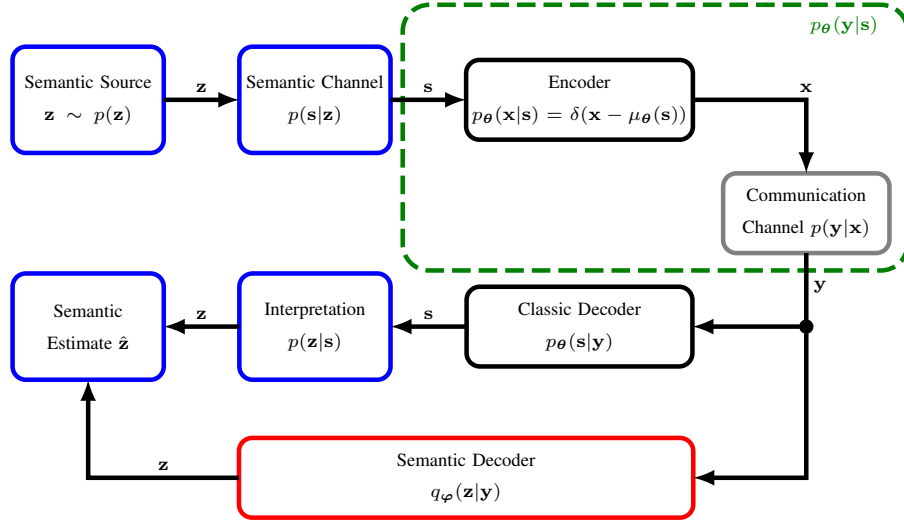 p_θ(y|s)
Semantic Source
z ∼ p(z)
z
Semantic Channel
p(s|z)
s
Encoder
p_θ(x|s) = δ(x − μ_θ(s))
x
Communication
Channel p(y|x)
y
Semantic
Estimate ẑ
z
Interpretation
p(z|s)
s
Classic Decoder
p_θ(s|y)
z
Semantic Decoder
q_φ(z|y)